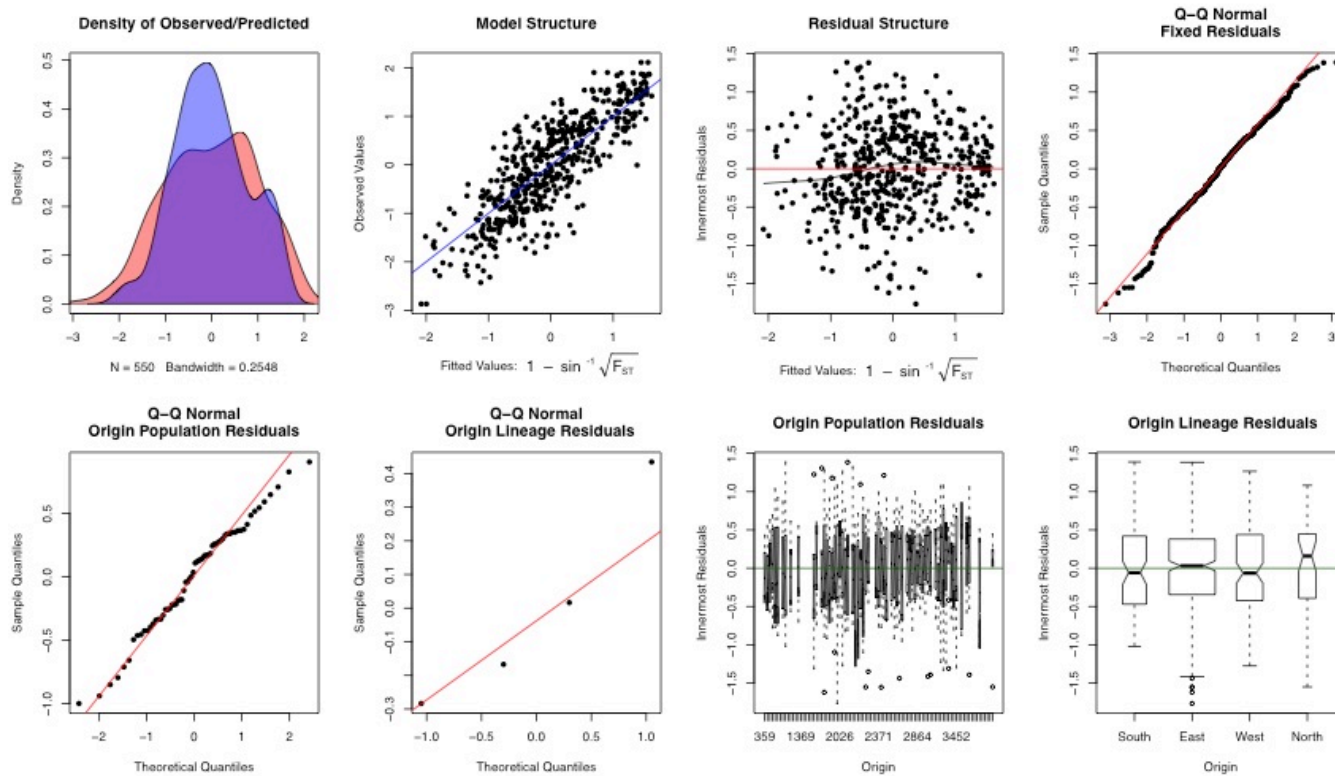 Density of Observed/Predicted
Density
0.0 0.1 0.2 0.3 0.4 0.5
−3 −2 −1 0 1 2
N = 550 Bandwidth = 0.2548
Model Structure
Observed Values
−3 −2 −1 0 1 2
−2 −1 0 1
Fitted Values: 1 − sin⁻¹ √F_ST
Residual Structure
Innermost Residuals
−1.5 −1.0 −0.5 0.0 0.5 1.0 1.5
−2 −1 0 1
Fitted Values: 1 − sin⁻¹ √F_ST
Q−Q Normal
Fixed Residuals
Sample Quantiles
−1.5 −1.0 −0.5 0.0 0.5 1.0
−3 −2 −1 0 1 2 3
Theoretical Quantiles
Q−Q Normal
Origin Population Residuals
Sample Quantiles
−1.0 −0.5 0.0 0.5
−2 −1 0 1 2
Theoretical Quantiles
Q−Q Normal
Origin Lineage Residuals
Sample Quantiles
−0.3 −0.1 0.0 0.1 0.2 0.3 0.4
−1.0 −0.5 0.0 0.5 1.0
Theoretical Quantiles
Origin Population Residuals
Innermost Residuals
−1.5 −1.0 −0.5 0.0 0.5 1.0 1.5
359 1369 2026 2371 2864 3452
Origin
Origin Lineage Residuals
Innermost Residuals
−1.5 −1.0 −0.5 0.0 0.5 1.0 1.5
South East West North
Origin